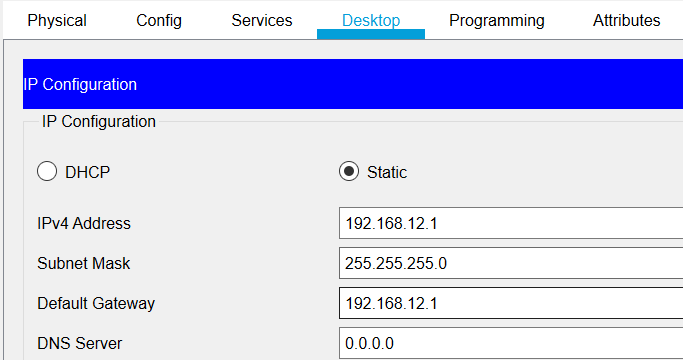 Physical Config Services Desktop Programming Attributes
IP Configuration
IP Configuration
DHCP Static
IPv4 Address 192.168.12.1
Subnet Mask 255.255.255.0
Default Gateway 192.168.12.1
DNS Server 0.0.0.0